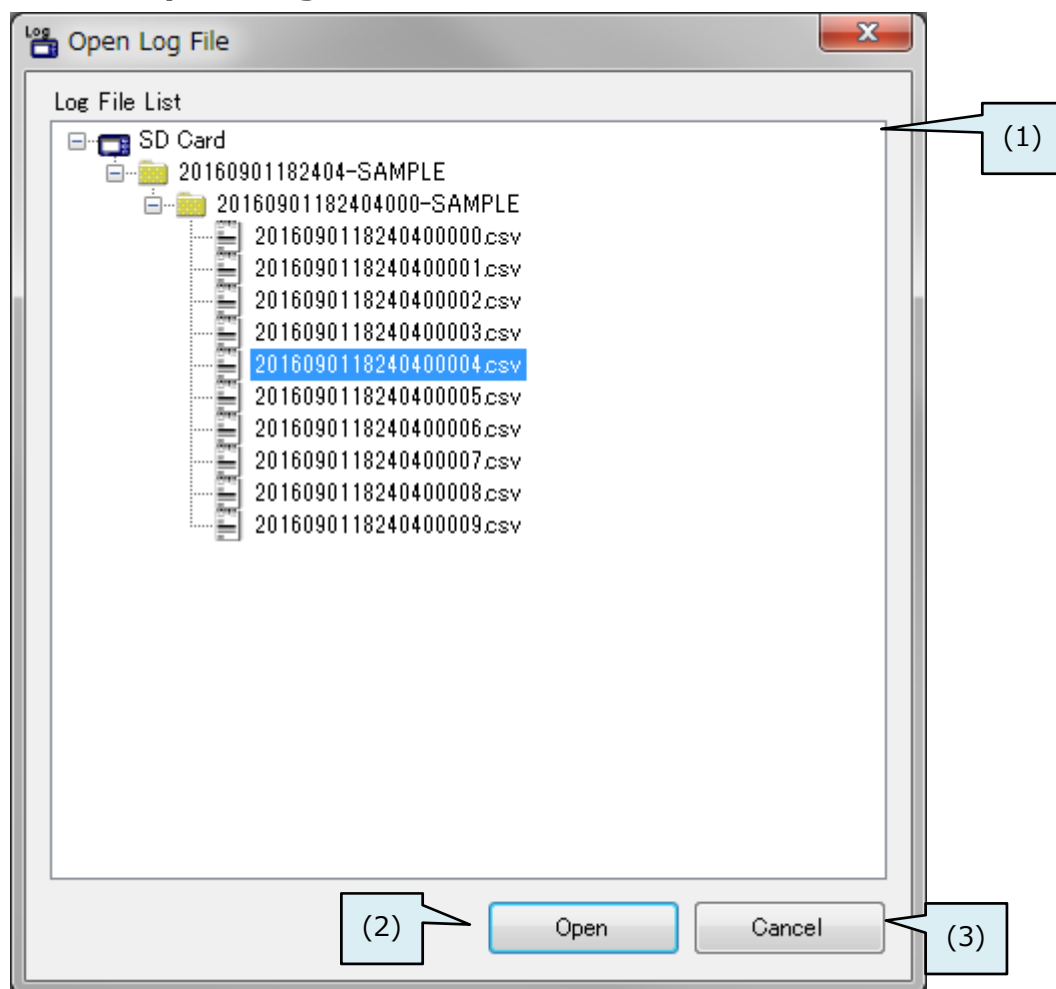 Log
Open Log File
x
Log File List
(1)
SD Card
20160901182404-SAMPLE
20160901182404000-SAMPLE
2016090118240400000.csv
2016090118240400001.csv
2016090118240400002.csv
2016090118240400003.csv
2016090118240400004.csv
2016090118240400005.csv
2016090118240400006.csv
2016090118240400007.csv
2016090118240400008.csv
2016090118240400009.csv
(2)
Open
Cancel
(3)